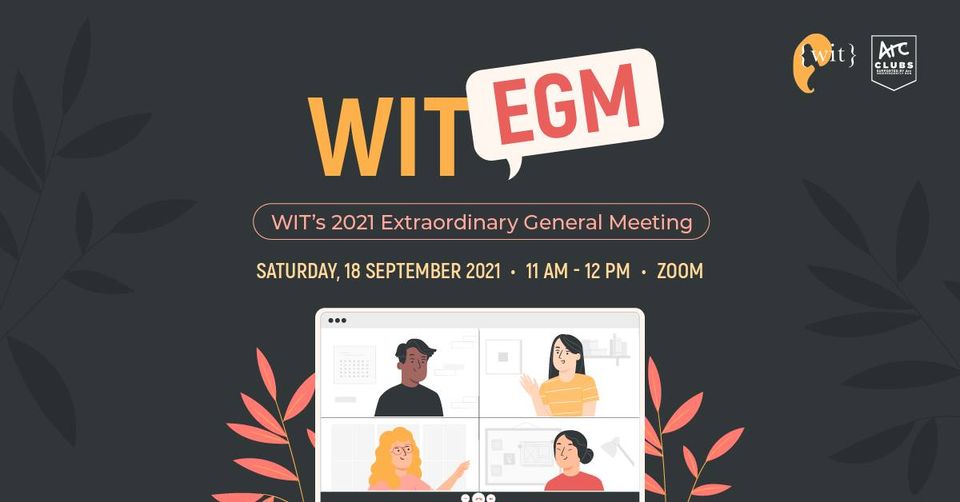 {wit}
Arc
CLUBS
WIT EGM
WIT's 2021 Extraordinary General Meeting
SATURDAY, 18 SEPTEMBER 2021 • 11 AM - 12 PM • ZOOM